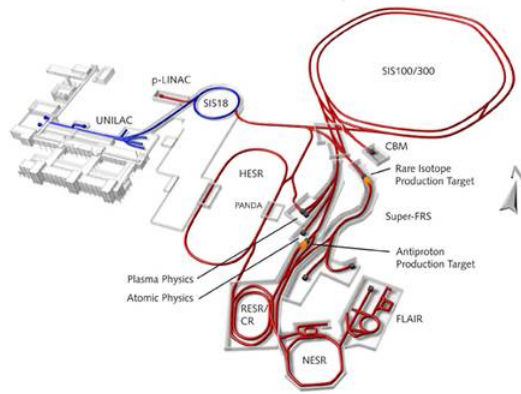 SIS100/300
p-LINAC
SIS18
UNILAC
CBM
HESR
Rare Isotope
Production Target
PANDA
Super-FRS
Plasma Physics
Antiproton
Production Target
Atomic Physics
RESR/
CR
FLAIR
NESR